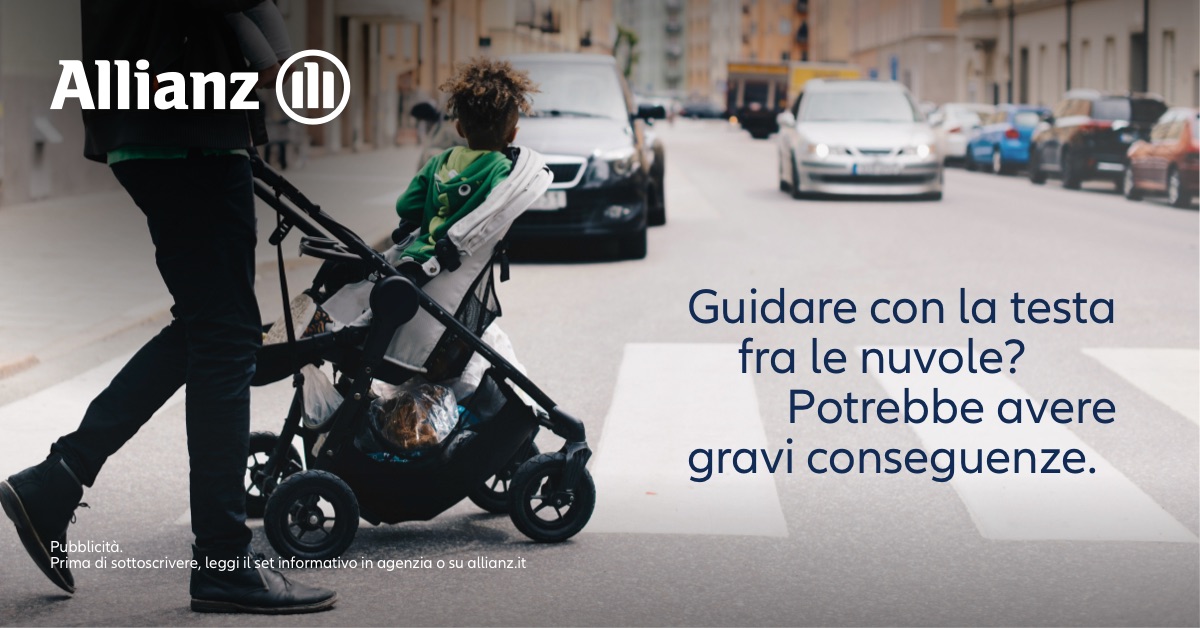 Allianz
Guidare con la testa
fra le nuvole?
Potrebbe avere
gravi conseguenze.
Pubblicità.
Prima di sottoscrivere, leggi il set informativo in agenzia o su allianz.it